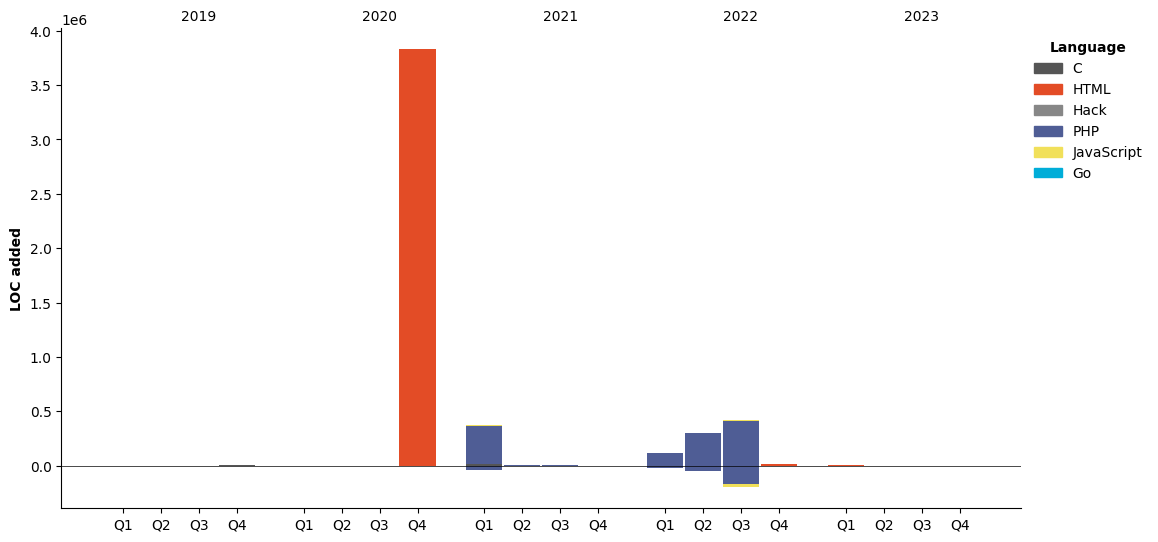 2019 2020 2021 2022 2023
1e6
4.0
3.5
3.0
2.5
2.0
1.5
1.0
0.5
0.0
LOC added
Q1 Q2 Q3 Q4 Q1 Q2 Q3 Q4 Q1 Q2 Q3 Q4 Q1 Q2 Q3 Q4 Q1 Q2 Q3 Q4
Language
C
HTML
Hack
PHP
JavaScript
Go